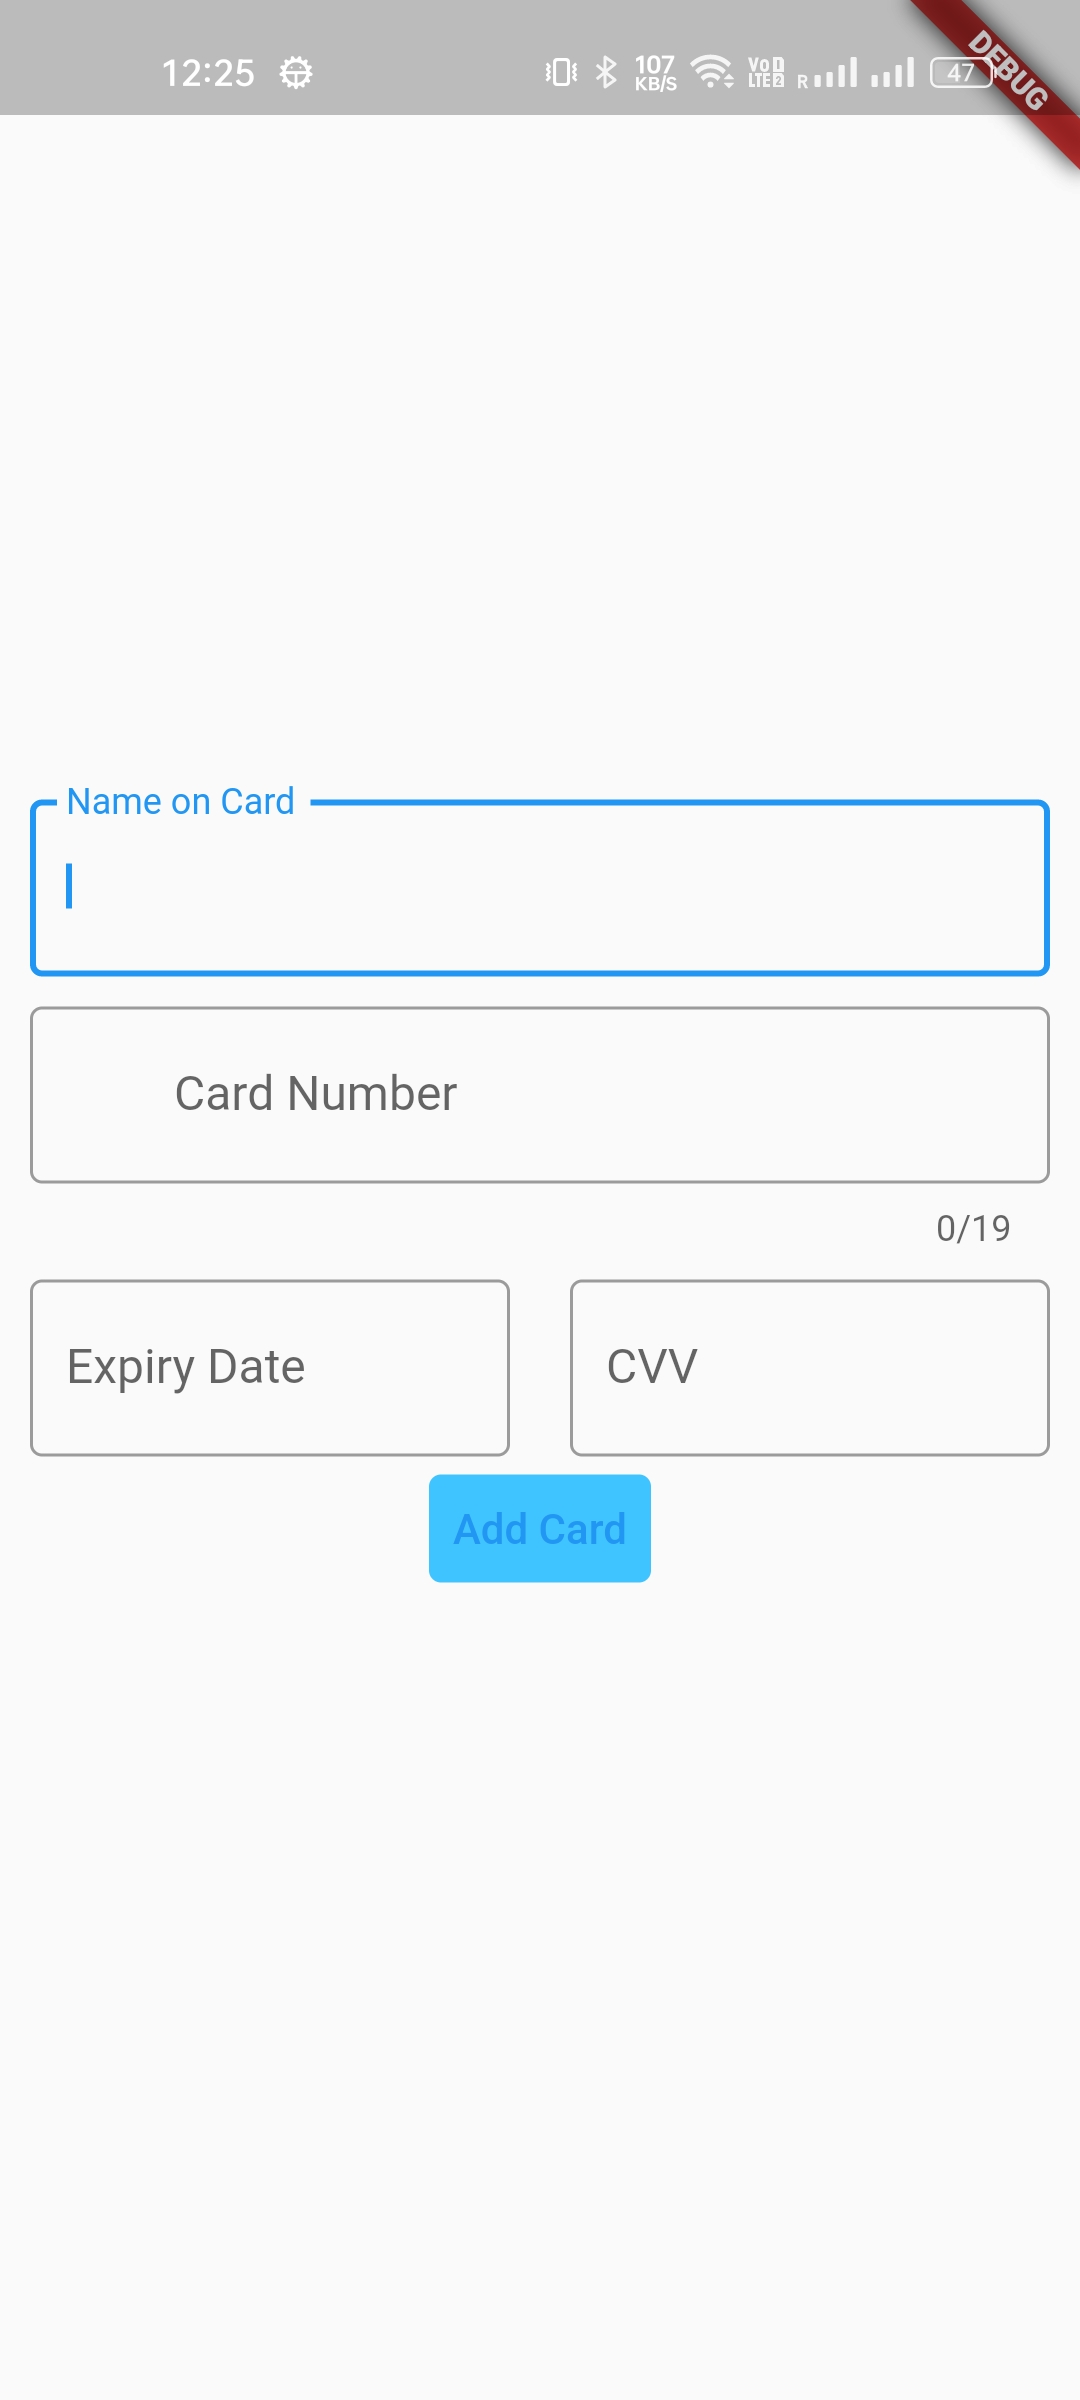 12:25
107 KB/S
Vo 1 LTE 2
R
47
DEBUG
Name on Card
Card Number
0/19
Expiry Date
CVV
Add Card